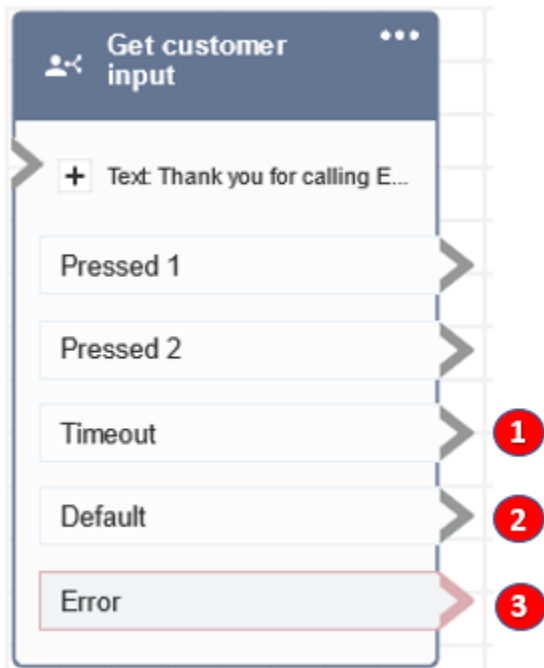 Get customer
input
Text: Thank you for calling E...
Pressed 1
Pressed 2
Timeout
1
Default
2
Error
3